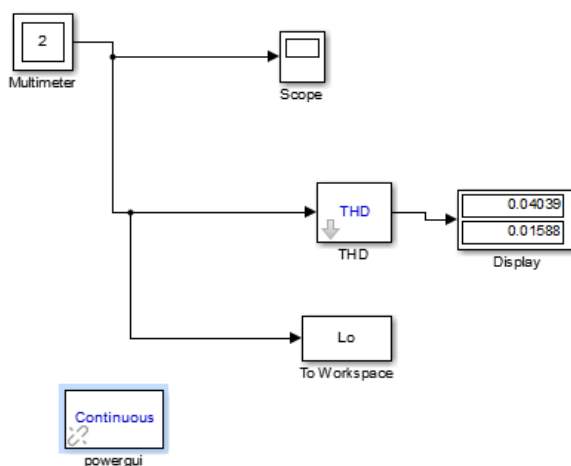 2
Multimeter
Scope
THD
THD
0.04039
0.01588
Display
Lo
To Workspace
Continuous
powergui